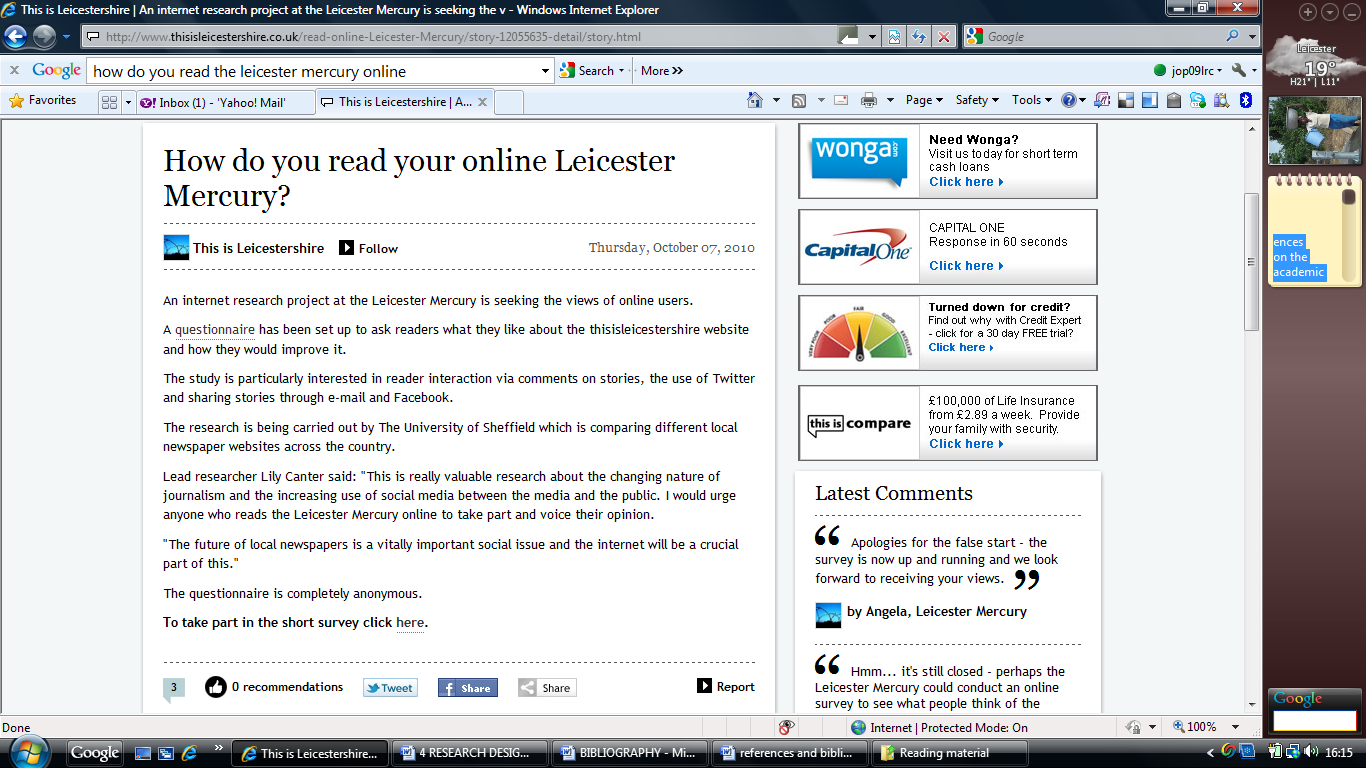 This is Leicestershire | An internet research project at the Leicester Mercury is seeking the v - Windows Internet Explorer
http://www.thisisleicestershire.co.uk/read-online-Leicester-Mercury/story-12055635-detail/story.html
Google
Google
how do you read the leicester mercury online
Search
More >>
jop09lrc
Favorites
Inbox (1) - 'Yahoo! Mail'
This is Leicestershire | A...
Page
Safety
Tools
How do you read your online Leicester
Mercury?
This is Leicestershire
Follow
Thursday, October 07, 2010
An internet research project at the Leicester Mercury is seeking the views of online users.
A questionnaire has been set up to ask readers what they like about the thisisleicestershire website
and how they would improve it.
The study is particularly interested in reader interaction via comments on stories, the use of Twitter
and sharing stories through e-mail and Facebook.
The research is being carried out by The University of Sheffield which is comparing different local
newspaper websites across the country.
Lead researcher Lily Canter said: "This is really valuable research about the changing nature of
journalism and the increasing use of social media between the media and the public. I would urge
anyone who reads the Leicester Mercury online to take part and voice their opinion.
"The future of local newspapers is a vitally important social issue and the internet will be a crucial
part of this."
The questionnaire is completely anonymous.
To take part in the short survey click here.
3
0 recommendations
Tweet
Share
Share
Report
wonga.com
Need Wonga?
Visit us today for short term
cash loans
Click here
Capital One
CAPITAL ONE
Response in 60 seconds
Click here
VERY POOR
POOR
FAIR
GOOD
EXCELLENT
Turned down for credit?
Find out why with Credit Expert
- click for a 30 day FREE trial?
Click here
this is compare
£100,000 of Life Insurance
from £2.89 a week. Provide
your family with security.
Click here
Latest Comments
“ Apologies for the false start - the
survey is now up and running and we look
forward to receiving your views. ”
by Angela, Leicester Mercury
“ Hmm... it's still closed - perhaps the
Leicester Mercury could conduct an online
survey to see what people think of the
Leicester
19°
H21° | L11°
ences
on the
academic
Google
Done
Internet | Protected Mode: On
100%
Google
This is Leicestershire...
4 RESEARCH DESIG...
BIBLIOGRAPHY - Mi...
references and bibli...
Reading material
16:15